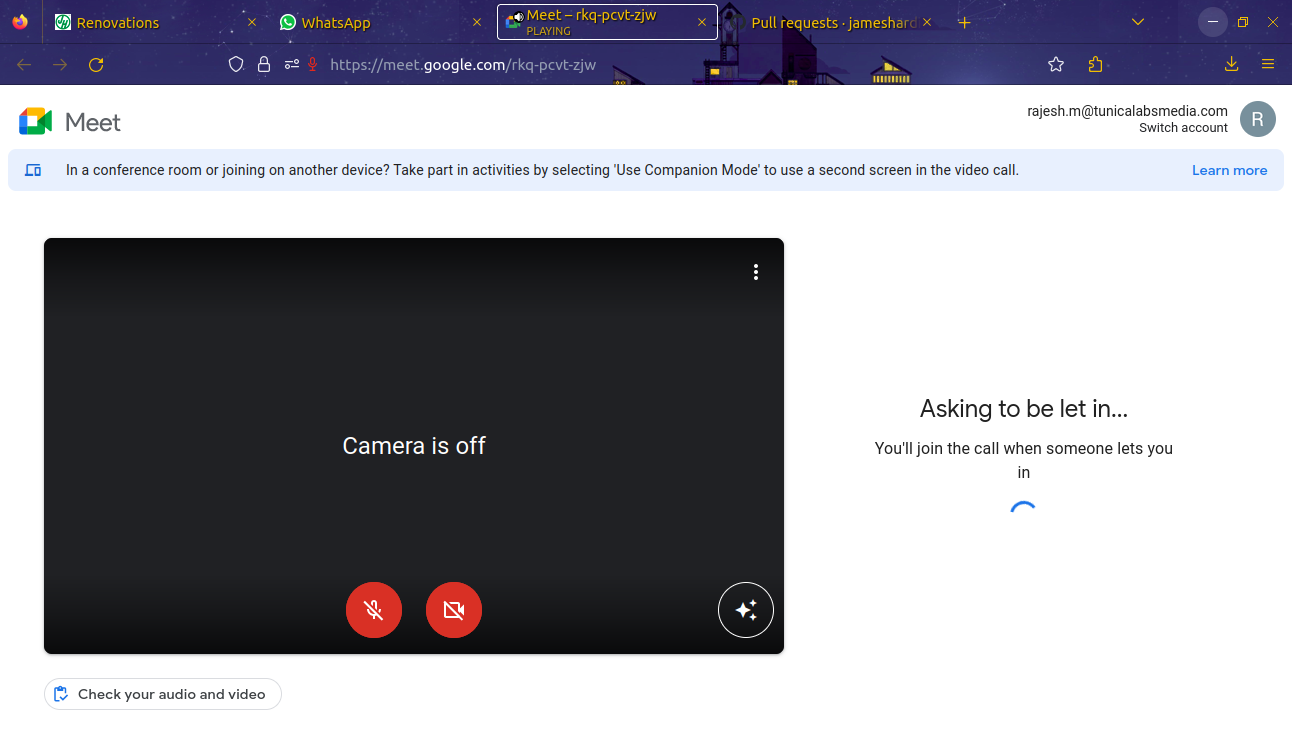 Renovations
WhatsApp
Meet – rkq-pcvt-zjw
PLAYING
Pull requests · jameshard
https://meet.google.com/rkq-pcvt-zjw
Meet
rajesh.m@tunicalabsmedia.com
Switch account
R
In a conference room or joining on another device? Take part in activities by selecting 'Use Companion Mode' to use a second screen in the video call.
Learn more
Camera is off
Asking to be let in...
You'll join the call when someone lets you
in
Check your audio and video